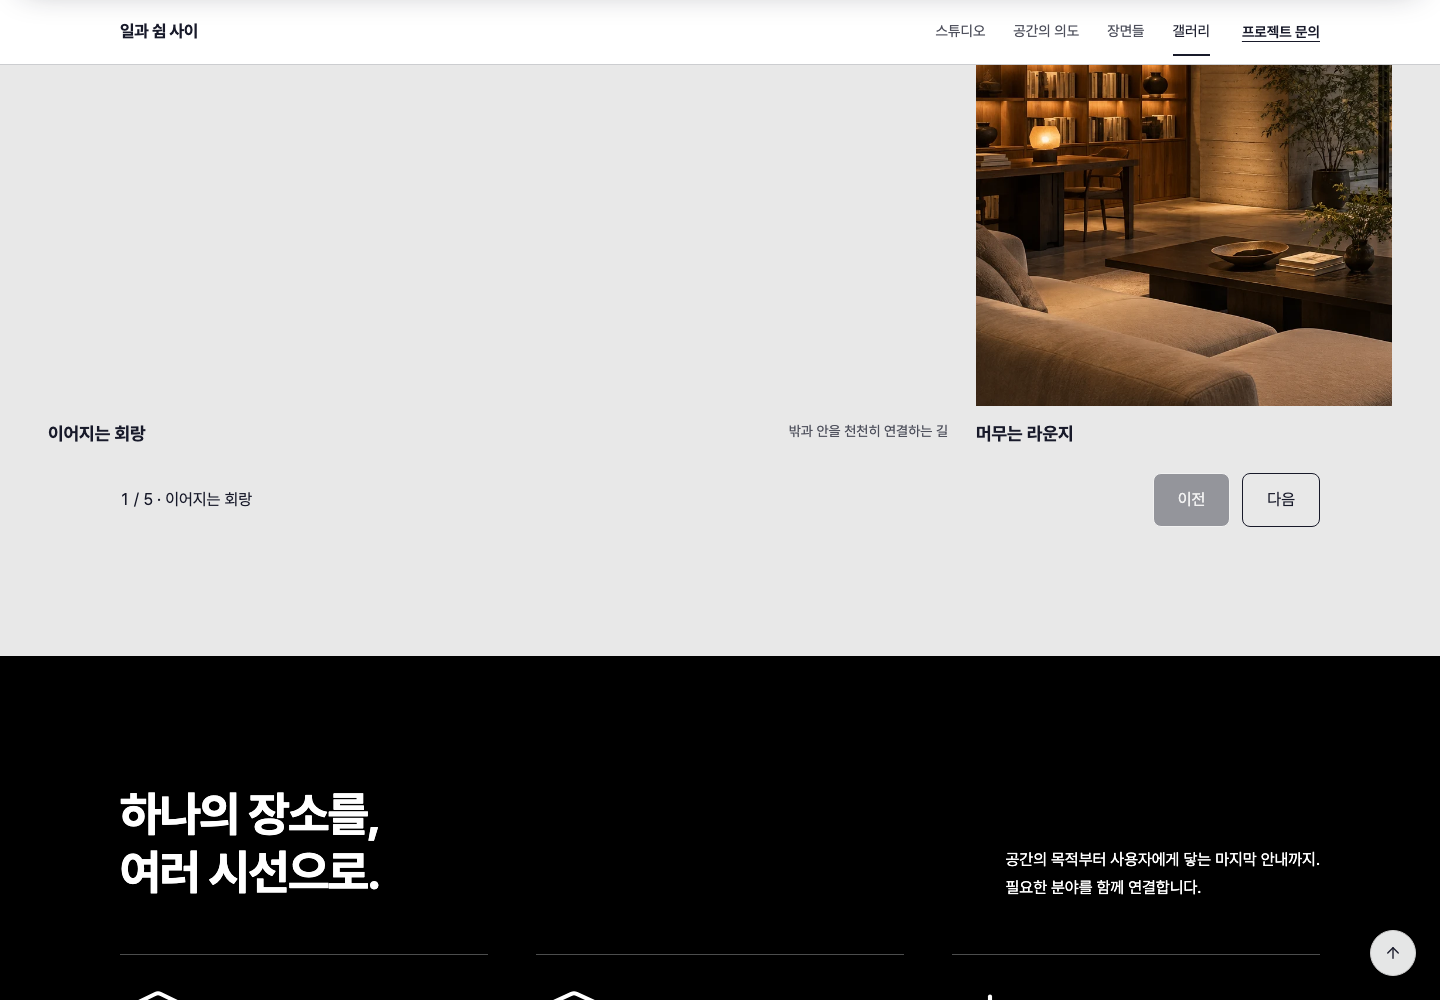 일과 쉼 사이
스튜디오
공간의 의도
장면들
갤러리
프로젝트 문의
이어지는 회랑
밖과 안을 천천히 연결하는 길
머무는 라운지
1 / 5 · 이어지는 회랑
이전
다음
하나의 장소를,
여러 시선으로.
공간의 목적부터 사용자에게 닿는 마지막 안내까지.
필요한 분야를 함께 연결합니다.